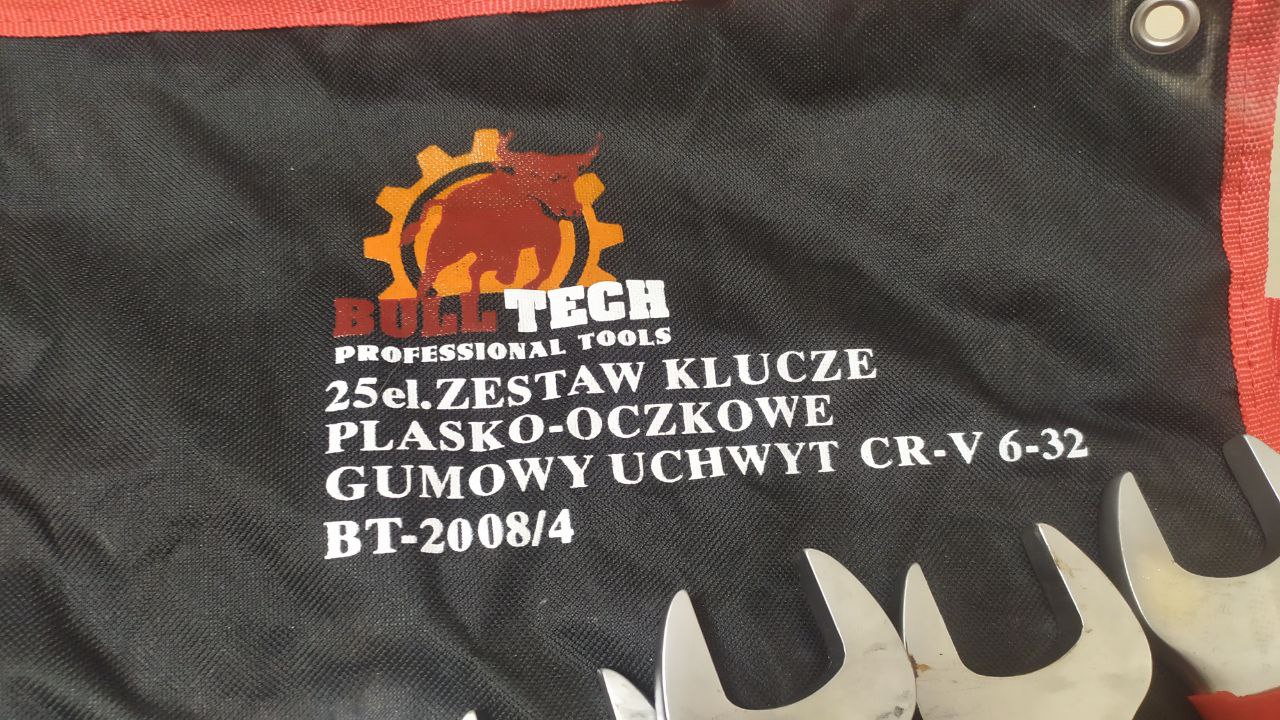 BULL TECH
PROFESSIONAL TOOLS
25el.ZESTAW KLUCZE
PLASKO-OCZKOWE
GUMOWY UCHWYT CR-V 6-32
BT-2008/4